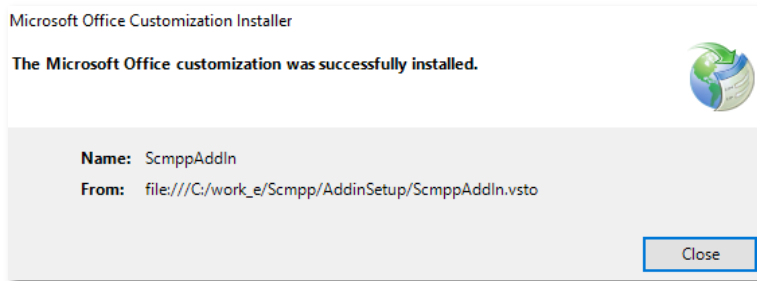 Microsoft Office Customization Installer
The Microsoft Office customization was successfully installed.
Name: ScmppAddIn
From: file:///C:/work_e/Scmpp/AddinSetup/ScmppAddIn.vsto
Close